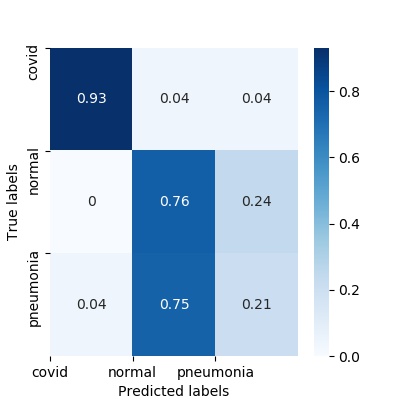 covid
0.93 0.04 0.04
0.8
0.6
normal
0 0.76 0.24
True labels
0.4
pneumonia
0.2
0.04 0.75 0.21
0.0
covid normal pneumonia
Predicted labels